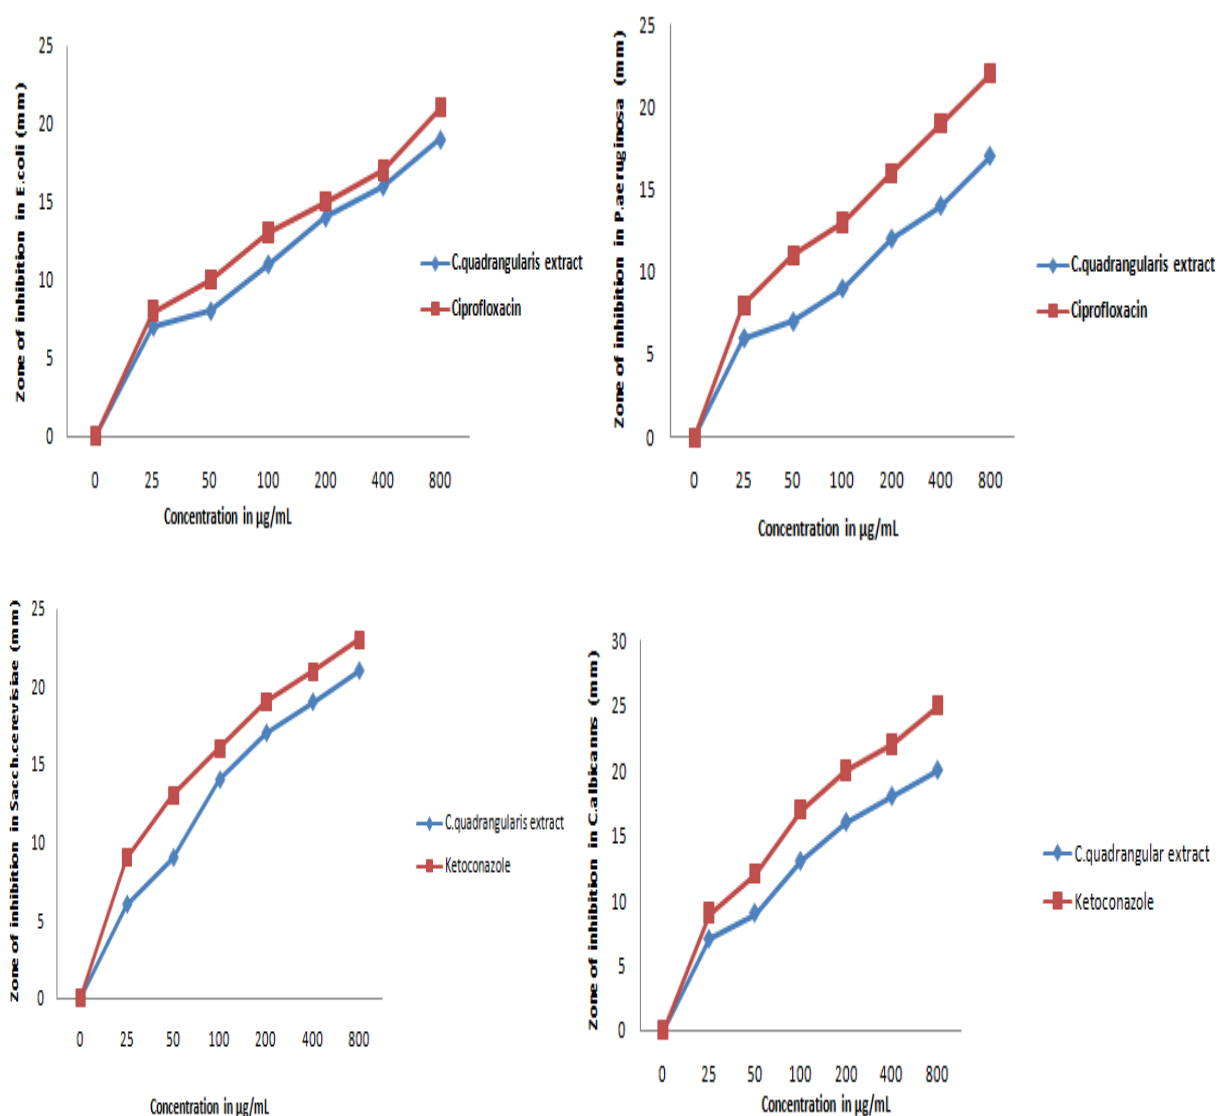 Zone of inhibition in E.coli (mm)
25
20
15
10
5
0
0 25 50 100 200 400 800
Concentration in µg/mL
C.quadrangularis extract
Ciprofloxacin
Zone of inhibition in P.aeruginosa (mm)
25
20
15
10
5
0
0 25 50 100 200 400 800
Concentration in µg/mL
C.quadrangularis extract
Ciprofloxacin
Zone of inhibition in Sacch.cerevisiae (mm)
25
20
15
10
5
0
0 25 50 100 200 400 800
Concentration in µg/mL
C.quadrangularis extract
Ketoconazole
Zone of inhibition in C.albicanns (mm)
30
25
20
15
10
5
0
0 25 50 100 200 400 800
Concentration in µg/mL
C.quadrangular extract
Ketoconazole